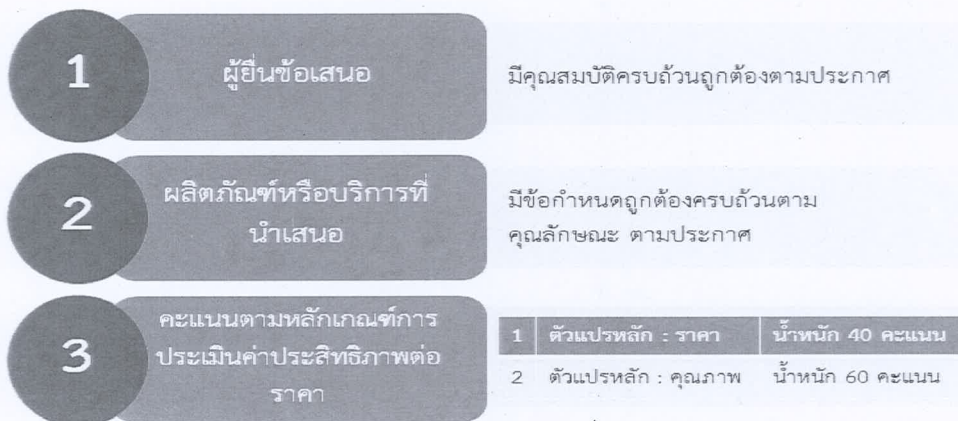 1
ผู้ยื่นข้อเสนอ
มีคุณสมบัติครบถ้วนถูกต้องตามประกาศ
2
ผลิตภัณฑ์หรือบริการที่
นำเสนอ
มีข้อกำหนดถูกต้องครบถ้วนตาม
คุณลักษณะ ตามประกาศ
3
คะแนนตามหลักเกณฑ์การ
ประเมินค่าประสิทธิภาพต่อ
ราคา
1 ตัวแปรหลัก : ราคา น้ำหนัก 40 คะแนน
2 ตัวแปรหลัก : คุณภาพ น้ำหนัก 60 คะแนน